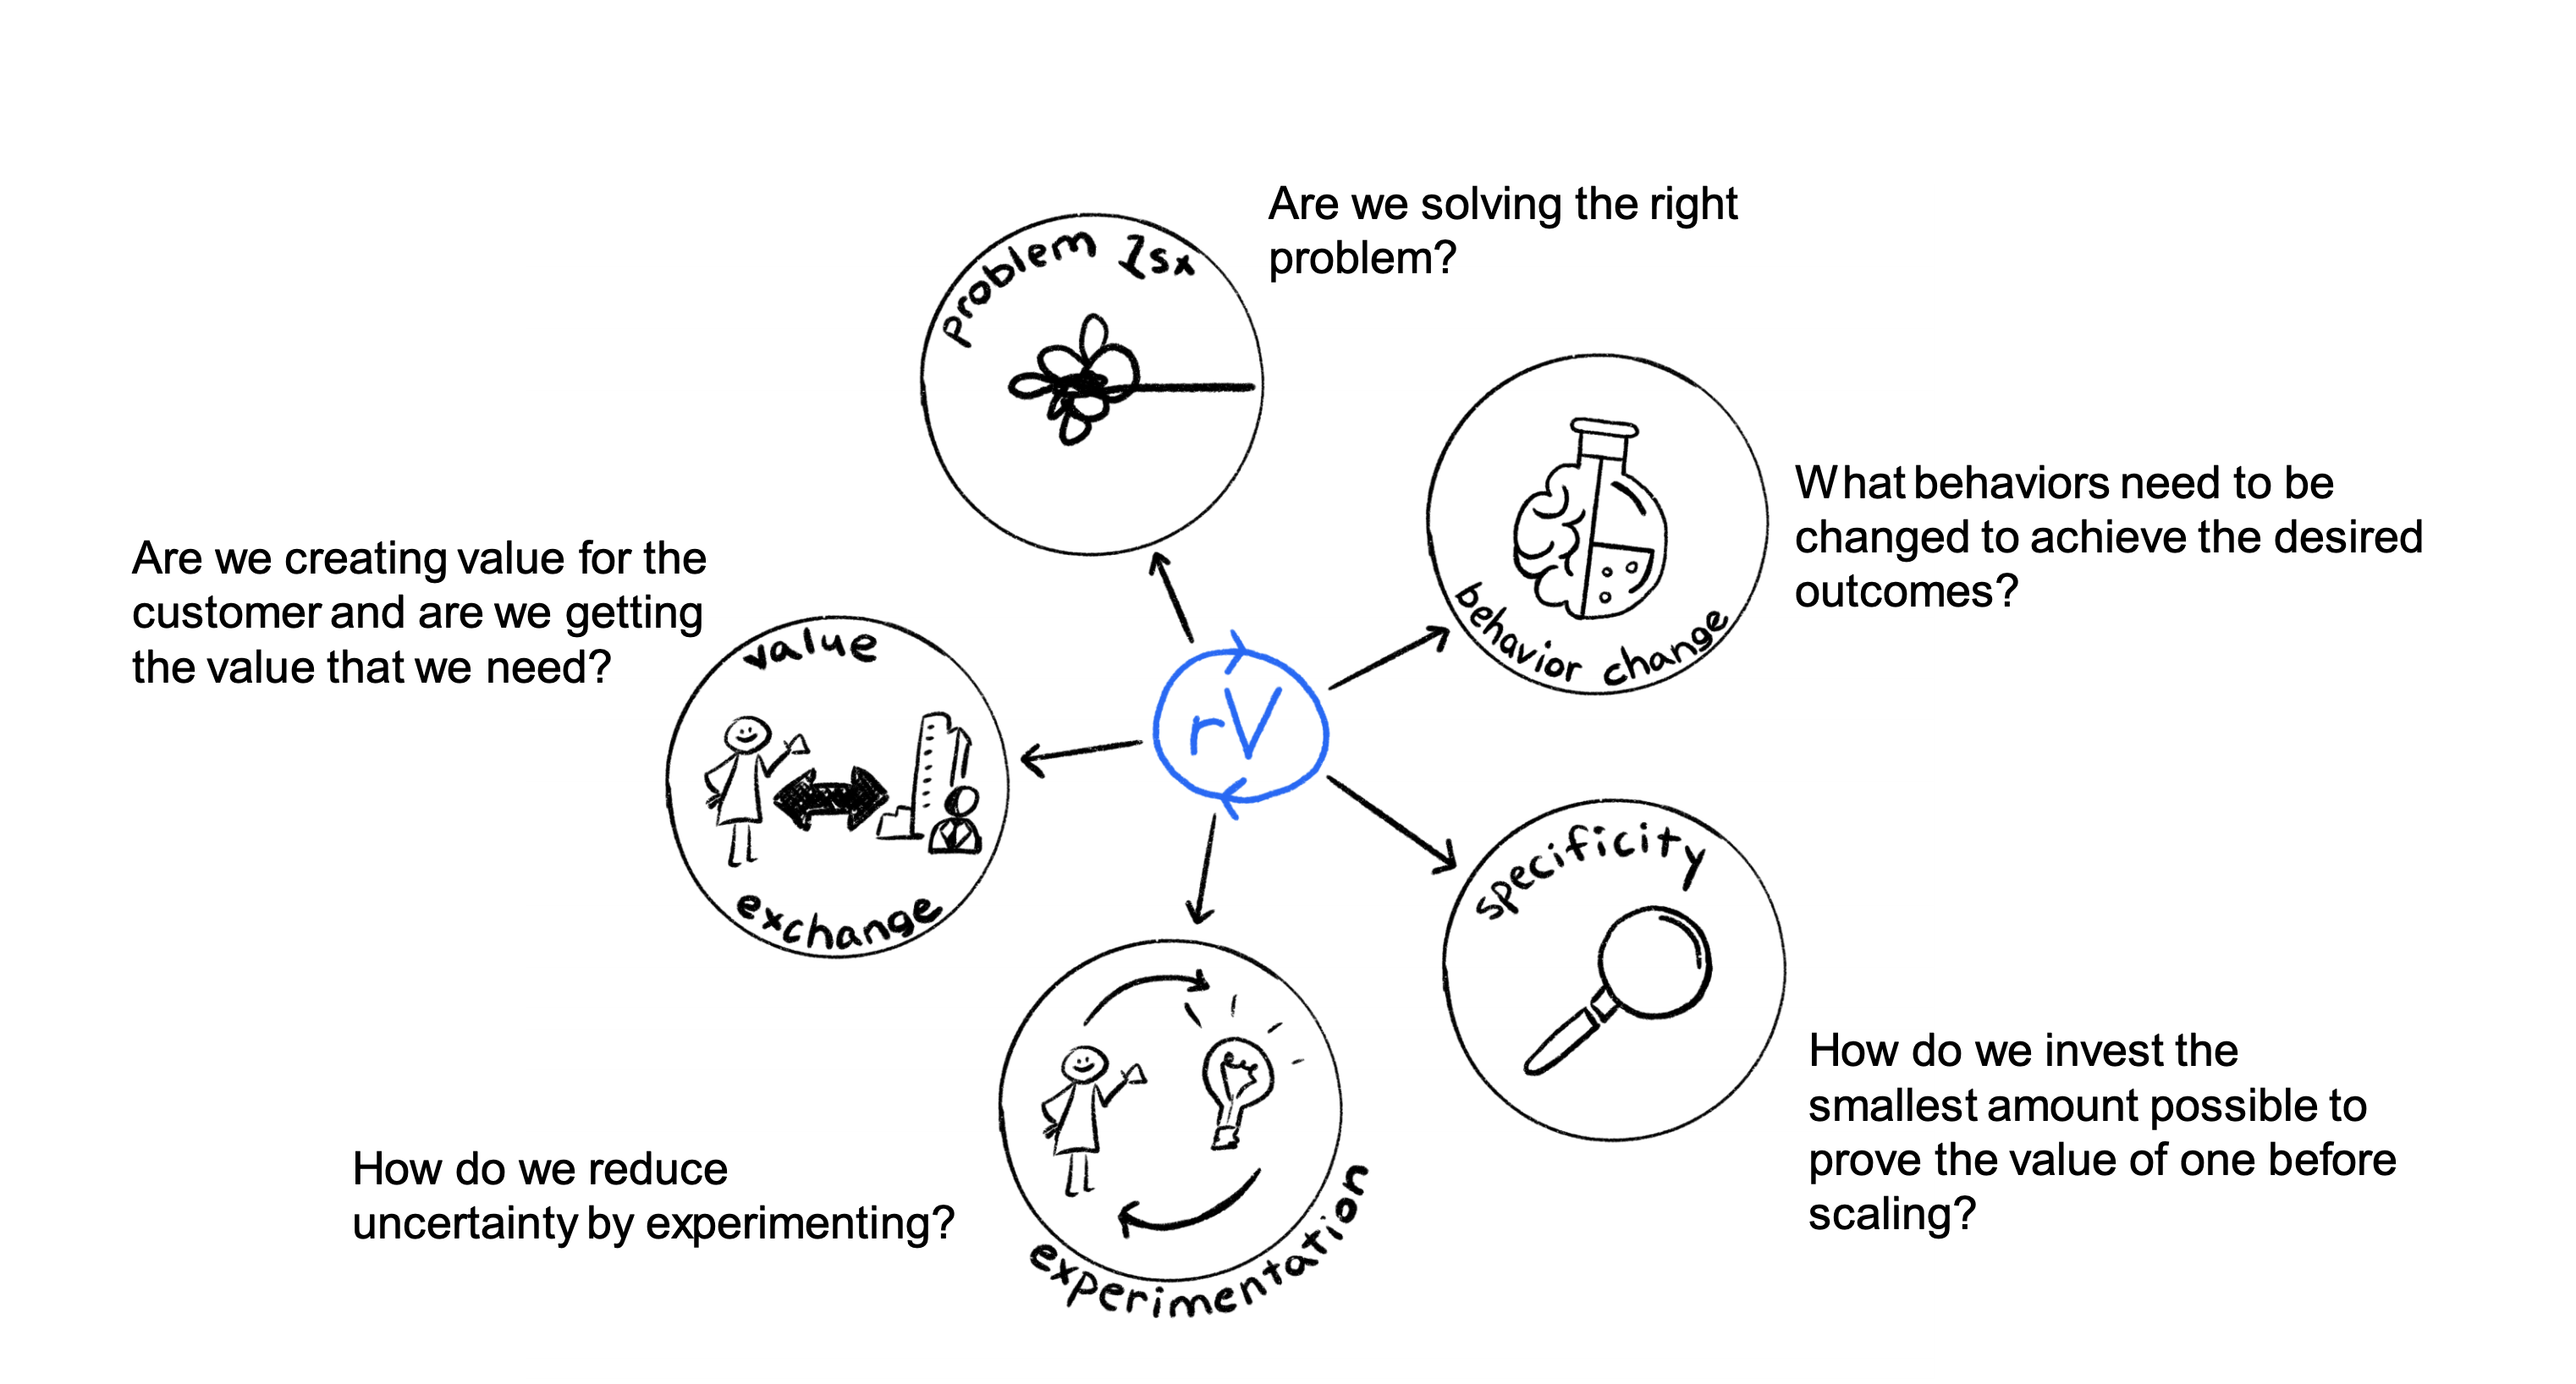 Are we solving the right
problem?
problem 1st
What behaviors need to be
changed to achieve the desired
outcomes?
behavior change
Are we creating value for the
customer and are we getting
the value that we need?
value
exchange
rV
specificity
How do we invest the
smallest amount possible to
prove the value of one before
scaling?
How do we reduce
uncertainty by experimenting?
experimentation